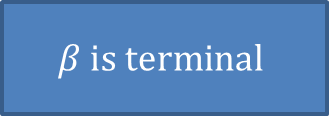 β is terminal